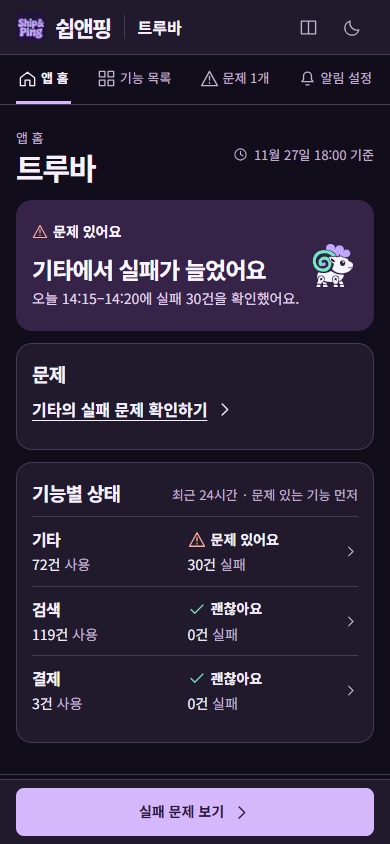 Ship&
Ping
쉽앤핑
트루바
앱 홈
기능 목록
문제 1개
알림 설정
앱 홈
트루바
11월 27일 18:00 기준
문제 있어요
기타에서 실패가 늘었어요
오늘 14:15–14:20에 실패 30건을 확인했어요.
문제
기타의 실패 문제 확인하기
기능별 상태
최근 24시간 · 문제 있는 기능 먼저
기타
문제 있어요
72건 사용
30건 실패
검색
괜찮아요
119건 사용
0건 실패
결제
괜찮아요
3건 사용
0건 실패
실패 문제 보기